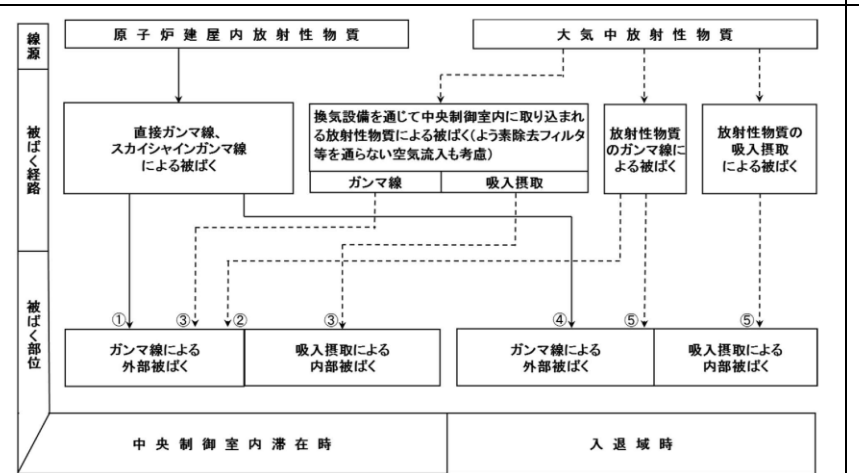 線源
原子炉建屋内放射性物質
大気中放射性物質
被ばく経路
直接ガンマ線、
スカイシャインガンマ線
による被ばく
換気設備を通じて中央制御室内に取り込まれ
る放射性物質による被ばく(よう素除去フィルタ
等を通らない空気流入も考慮)
ガンマ線
吸入摂取
放射性物質
のガンマ線に
よる被ばく
放射性物質の
吸入摂取
による被ばく
被ばく部位
①
③
②
③
④
⑤
⑤
ガンマ線による
外部被ばく
吸入摂取による
内部被ばく
ガンマ線による
外部被ばく
吸入摂取による
内部被ばく
中央制御室内滞在時
入退域時